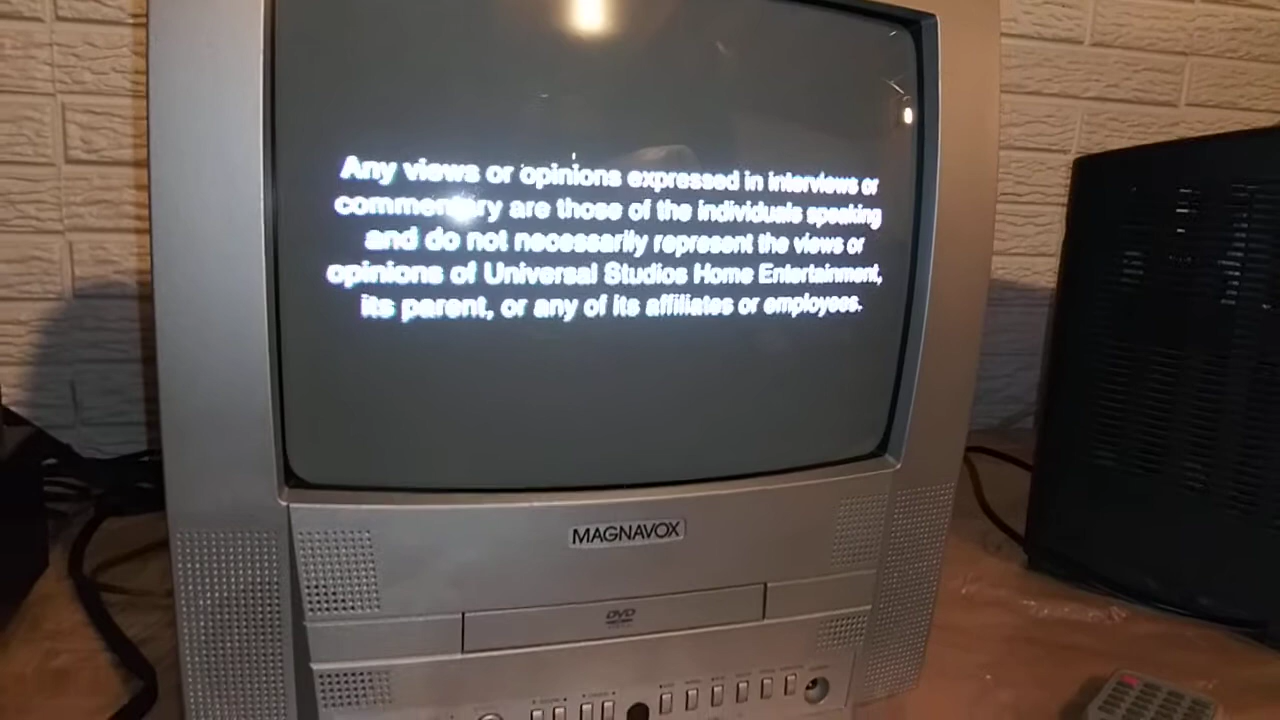 Any views or opinions expressed in interviews or
commentary are those of the individuals speaking
and do not necessarily represent the views or
opinions of Universal Studios Home Entertainment,
its parent, or any of its affiliates or employees.
MAGNAVOX
DVD